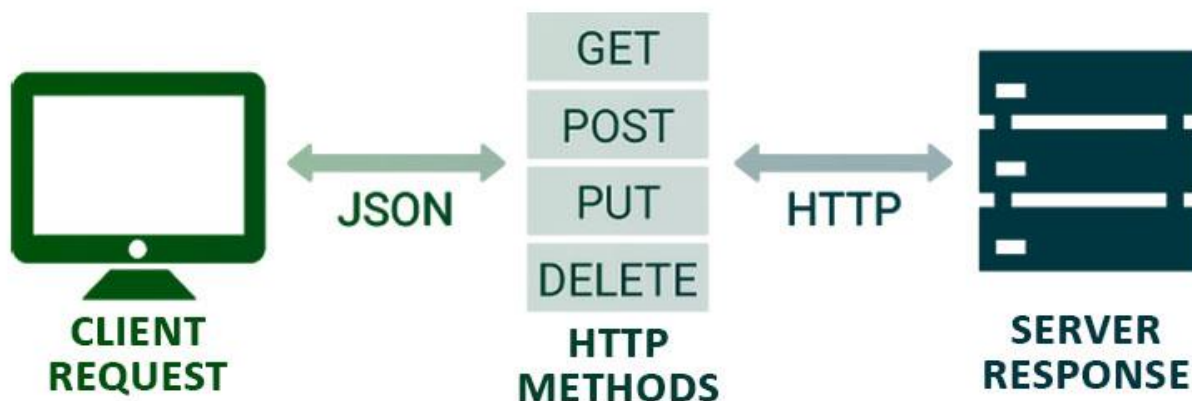 GET
POST
PUT
DELETE
JSON
HTTP
CLIENT
REQUEST
HTTP
METHODS
SERVER
RESPONSE